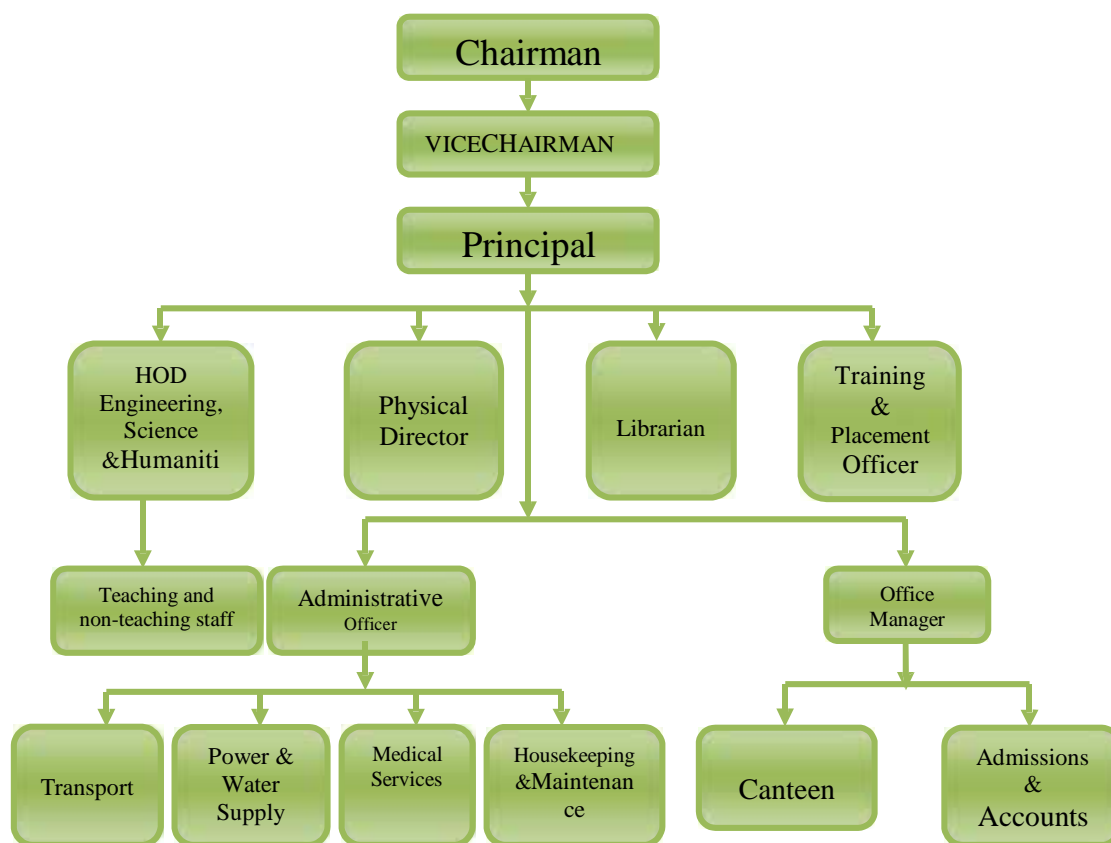 Chairman
VICECHAIRMAN
Principal
HOD
Engineering,
Science
&Humaniti
Physical
Director
Librarian
Training
&
Placement
Officer
Teaching and
non-teaching staff
Administrative
Officer
Office
Manager
Transport
Power &
Water
Supply
Medical
Services
Housekeeping
&Maintenan
ce
Canteen
Admissions
&
Accounts